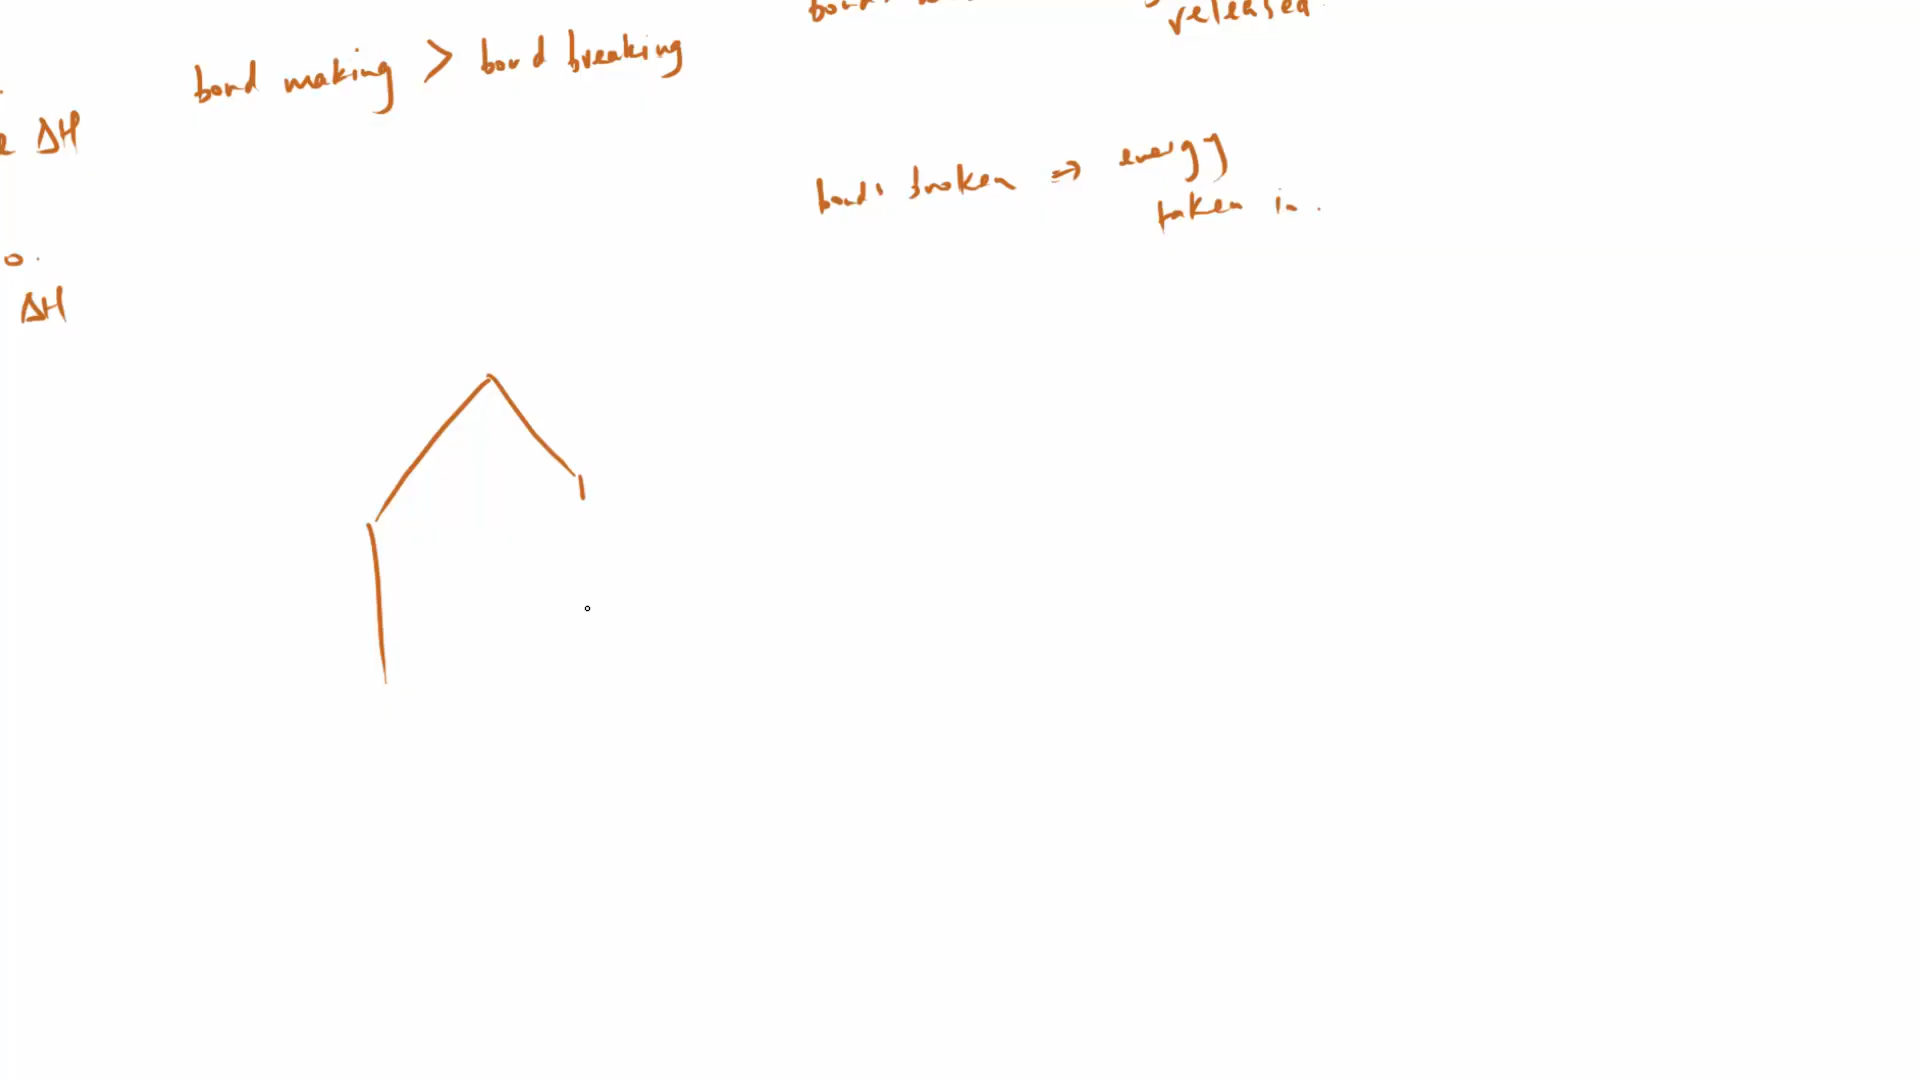 released.
bond making > bond breaking
ΔH
bonds broken => energy
taken in.
o.
ΔH